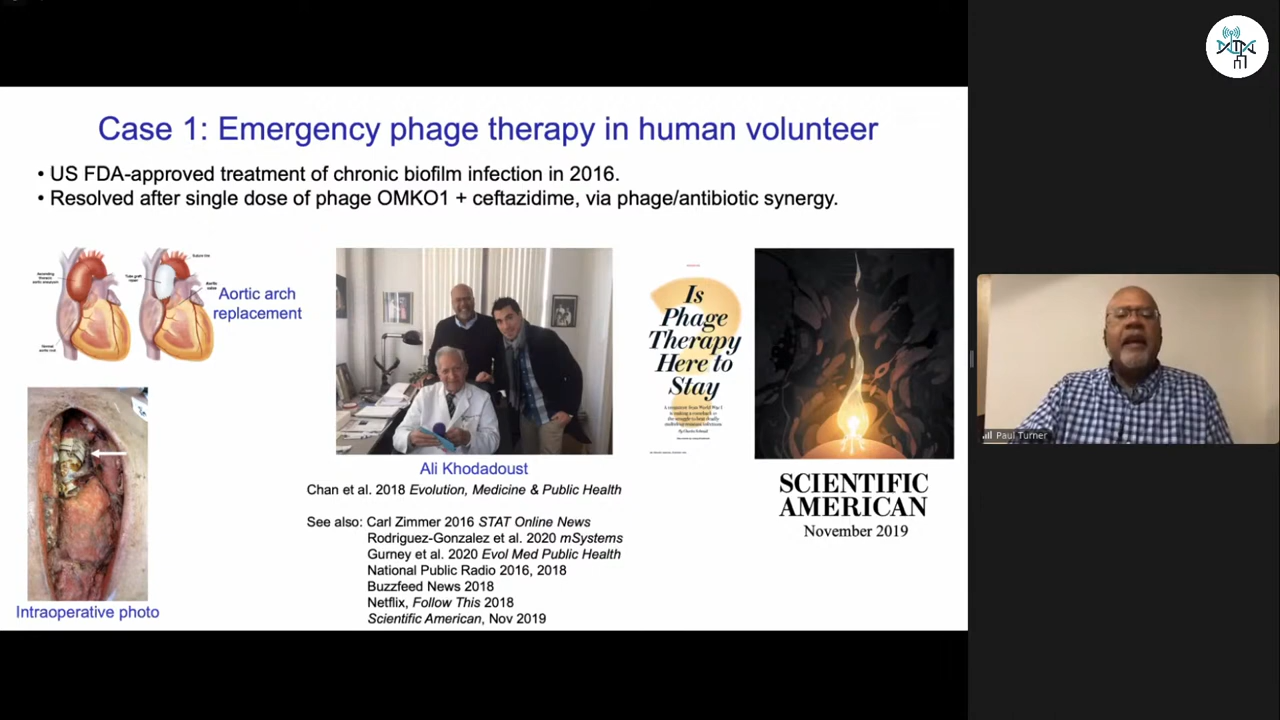 Case 1: Emergency phage therapy in human volunteer
• US FDA-approved treatment of chronic biofilm infection in 2016.
• Resolved after single dose of phage OMKO1 + ceftazidime, via phage/antibiotic synergy.
Aortic arch
replacement
Intraoperative photo
Ali Khodadoust
Chan et al. 2018 Evolution, Medicine & Public Health
See also: Carl Zimmer 2016 STAT Online News
Rodriguez-Gonzalez et al. 2020 mSystems
Gurney et al. 2020 Evol Med Public Health
National Public Radio 2016, 2018
Buzzfeed News 2018
Netflix, Follow This 2018
Scientific American, Nov 2019
Is
Phage
Therapy
Here to
Stay
SCIENTIFIC
AMERICAN
November 2019
Paul Turner